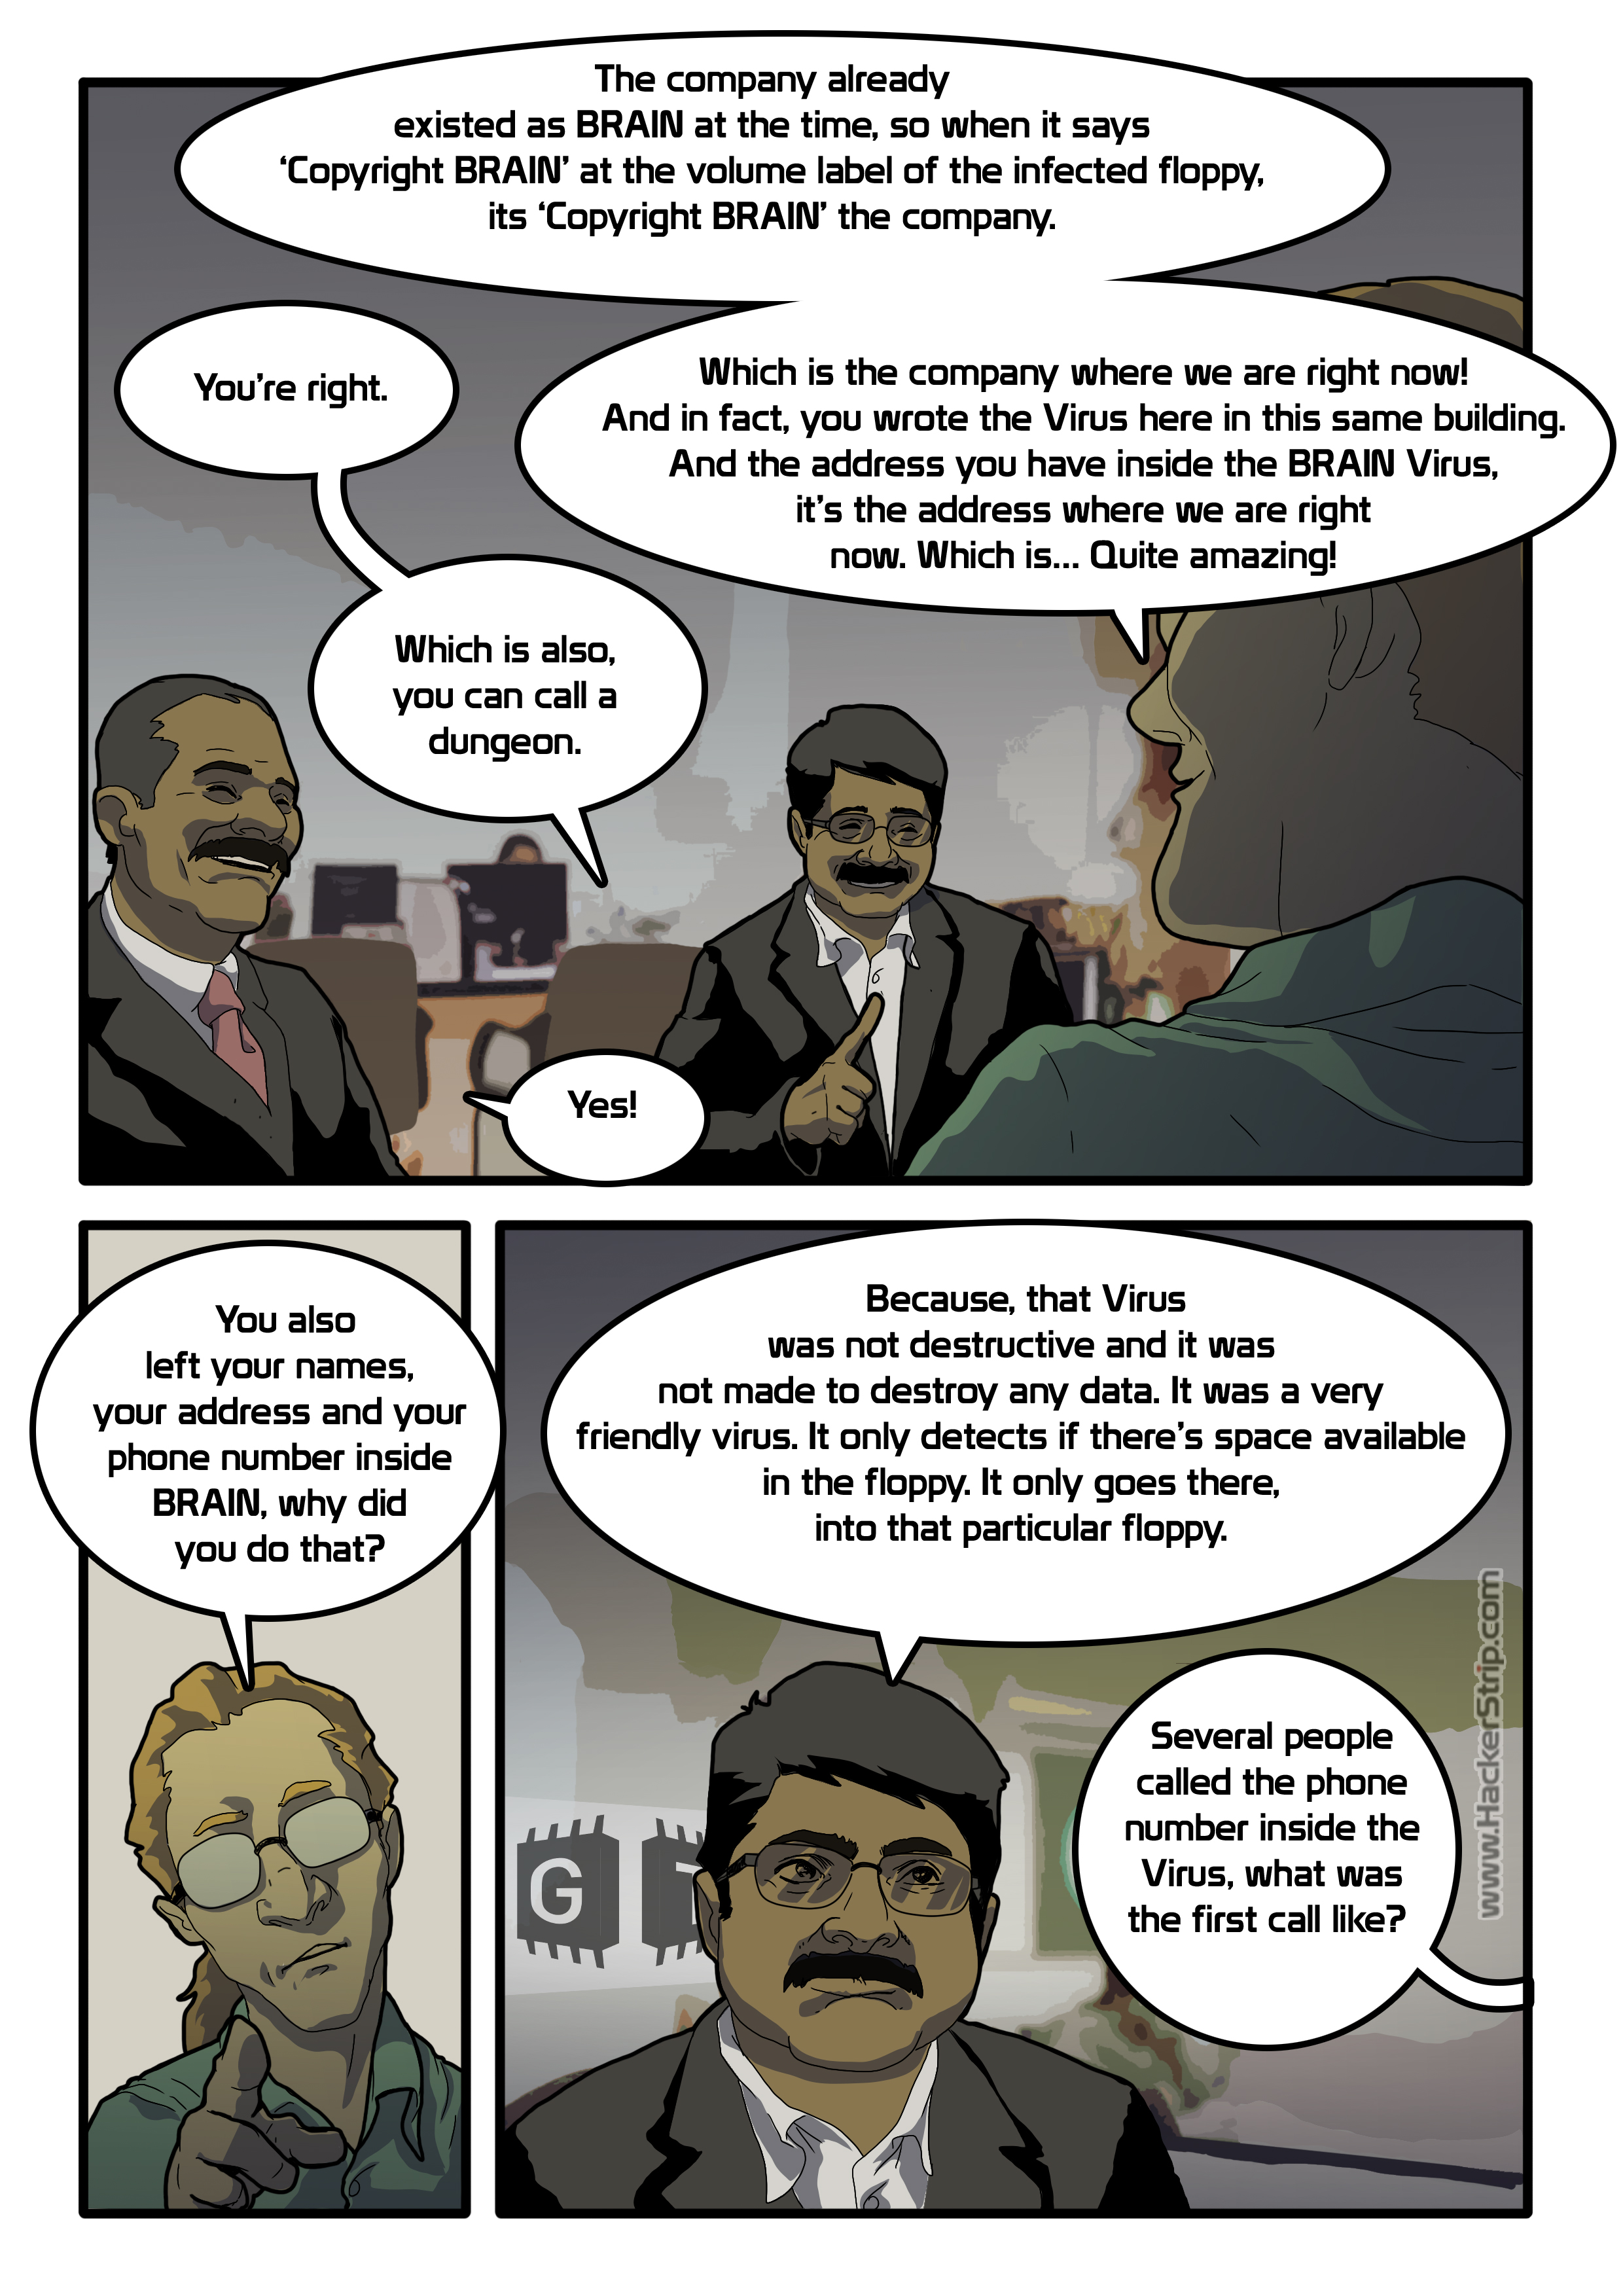 The company already
existed as BRAIN at the time, so when it says
‘Copyright BRAIN’ at the volume label of the infected floppy,
its ‘Copyright BRAIN’ the company.
Which is the company where we are right now!
And in fact, you wrote the Virus here in this same building.
And the address you have inside the BRAIN Virus,
it’s the address where we are right
now. Which is... Quite amazing!
You’re right.
Which is also,
you can call a
dungeon.
Yes!
You also
left your names,
your address and your
phone number inside
BRAIN, why did
you do that?
Because, that Virus
was not destructive and it was
not made to destroy any data. It was a very
friendly virus. It only detects if there’s space available
in the floppy. It only goes there,
into that particular floppy.
Several people
called the phone
number inside the
Virus, what was
the first call like?
G
www.HackerStrip.com